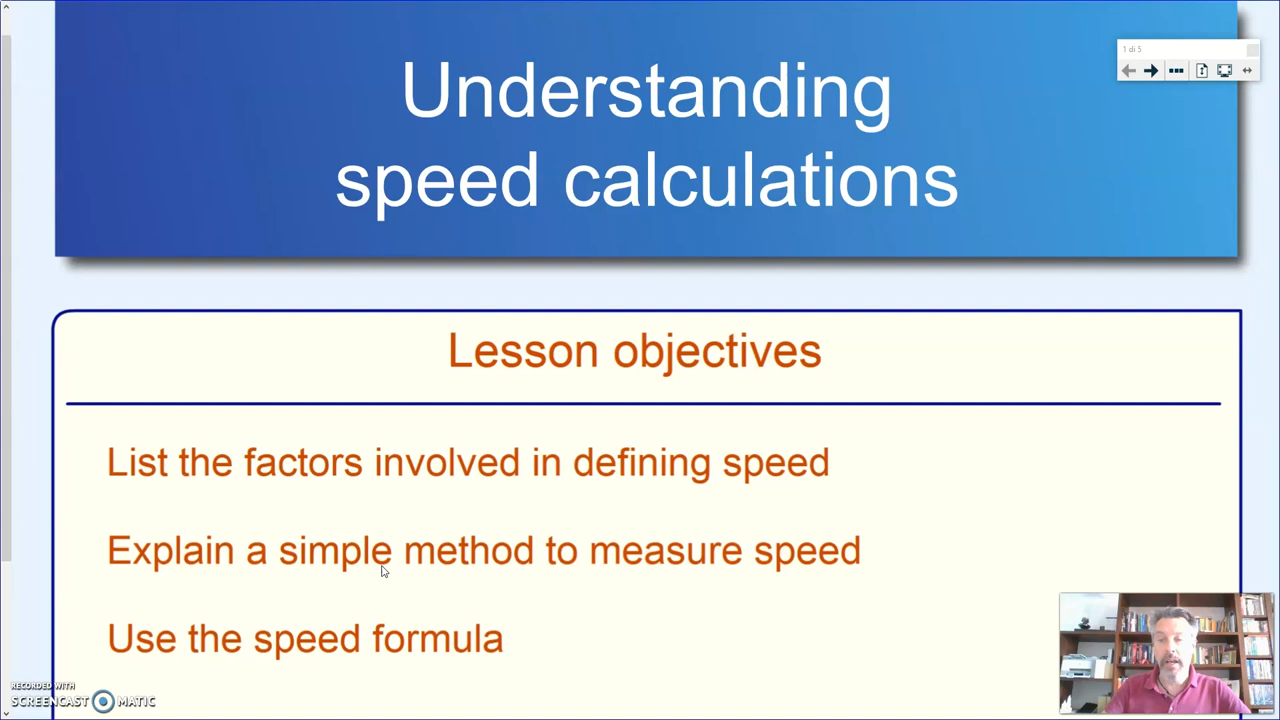 Understanding
speed calculations
1 di 5
Lesson objectives
List the factors involved in defining speed
Explain a simple method to measure speed
Use the speed formula
RECORDED WITH
SCREENCAST MATIC